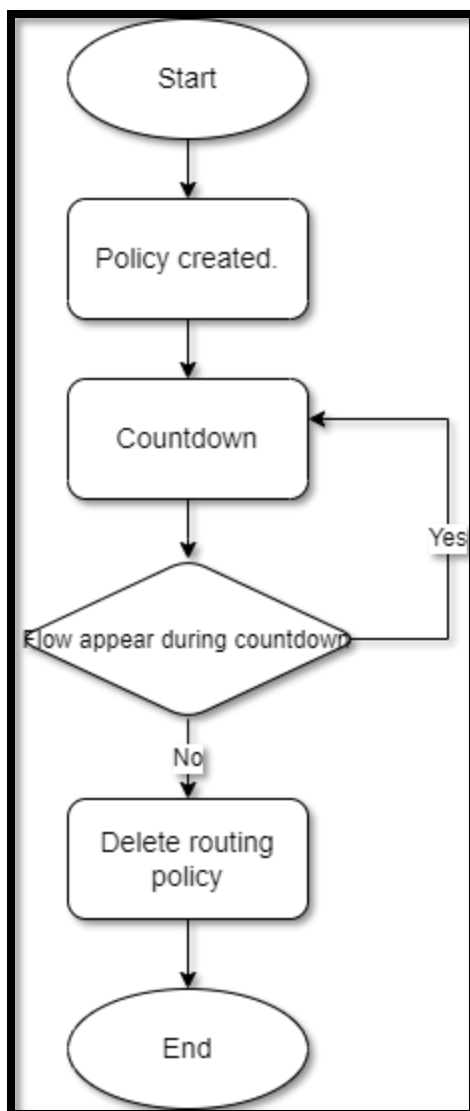 Start
Policy created.
Countdown
Yes
Flow appear during countdown
No
Delete routing
policy
End